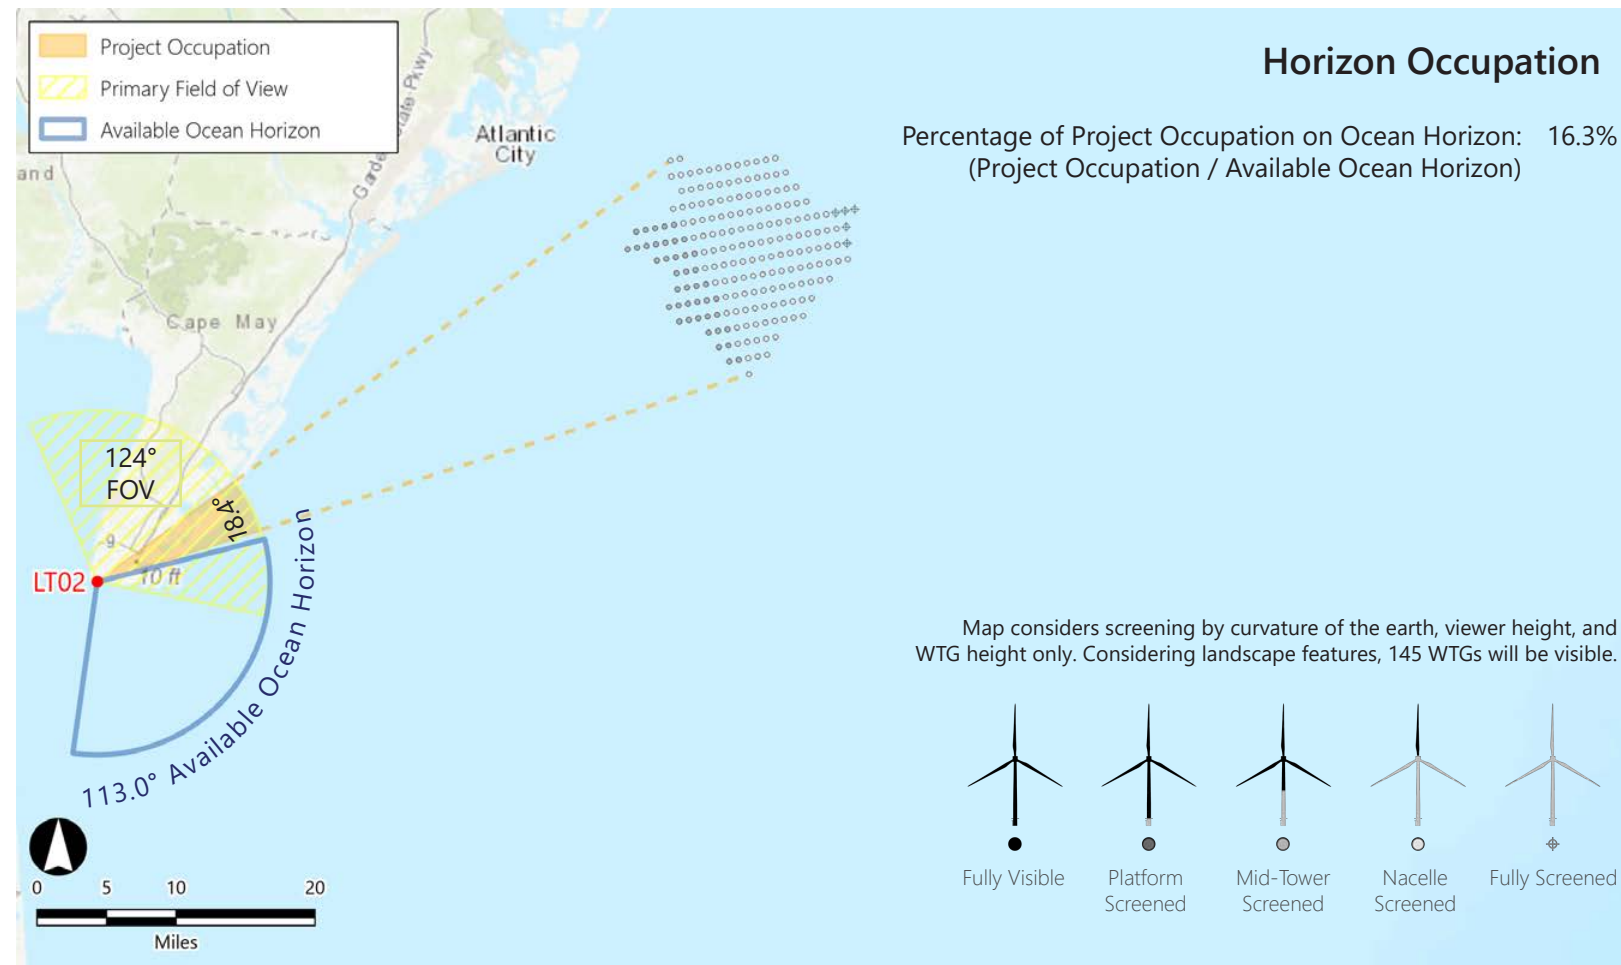 Project Occupation
Primary Field of View
Available Ocean Horizon
Horizon Occupation
Percentage of Project Occupation on Ocean Horizon: 16.3%
(Project Occupation / Available Ocean Horizon)
and
Atlantic
City
Cape May
124°
FOV
18.4°
9
10 ft
LT02
113.0° Available Ocean Horizon
Map considers screening by curvature of the earth, viewer height, and
WTG height only. Considering landscape features, 145 WTGs will be visible.
Fully Visible
Platform
Screened
Mid-Tower
Screened
Nacelle
Screened
Fully Screened
0 5 10 20
Miles